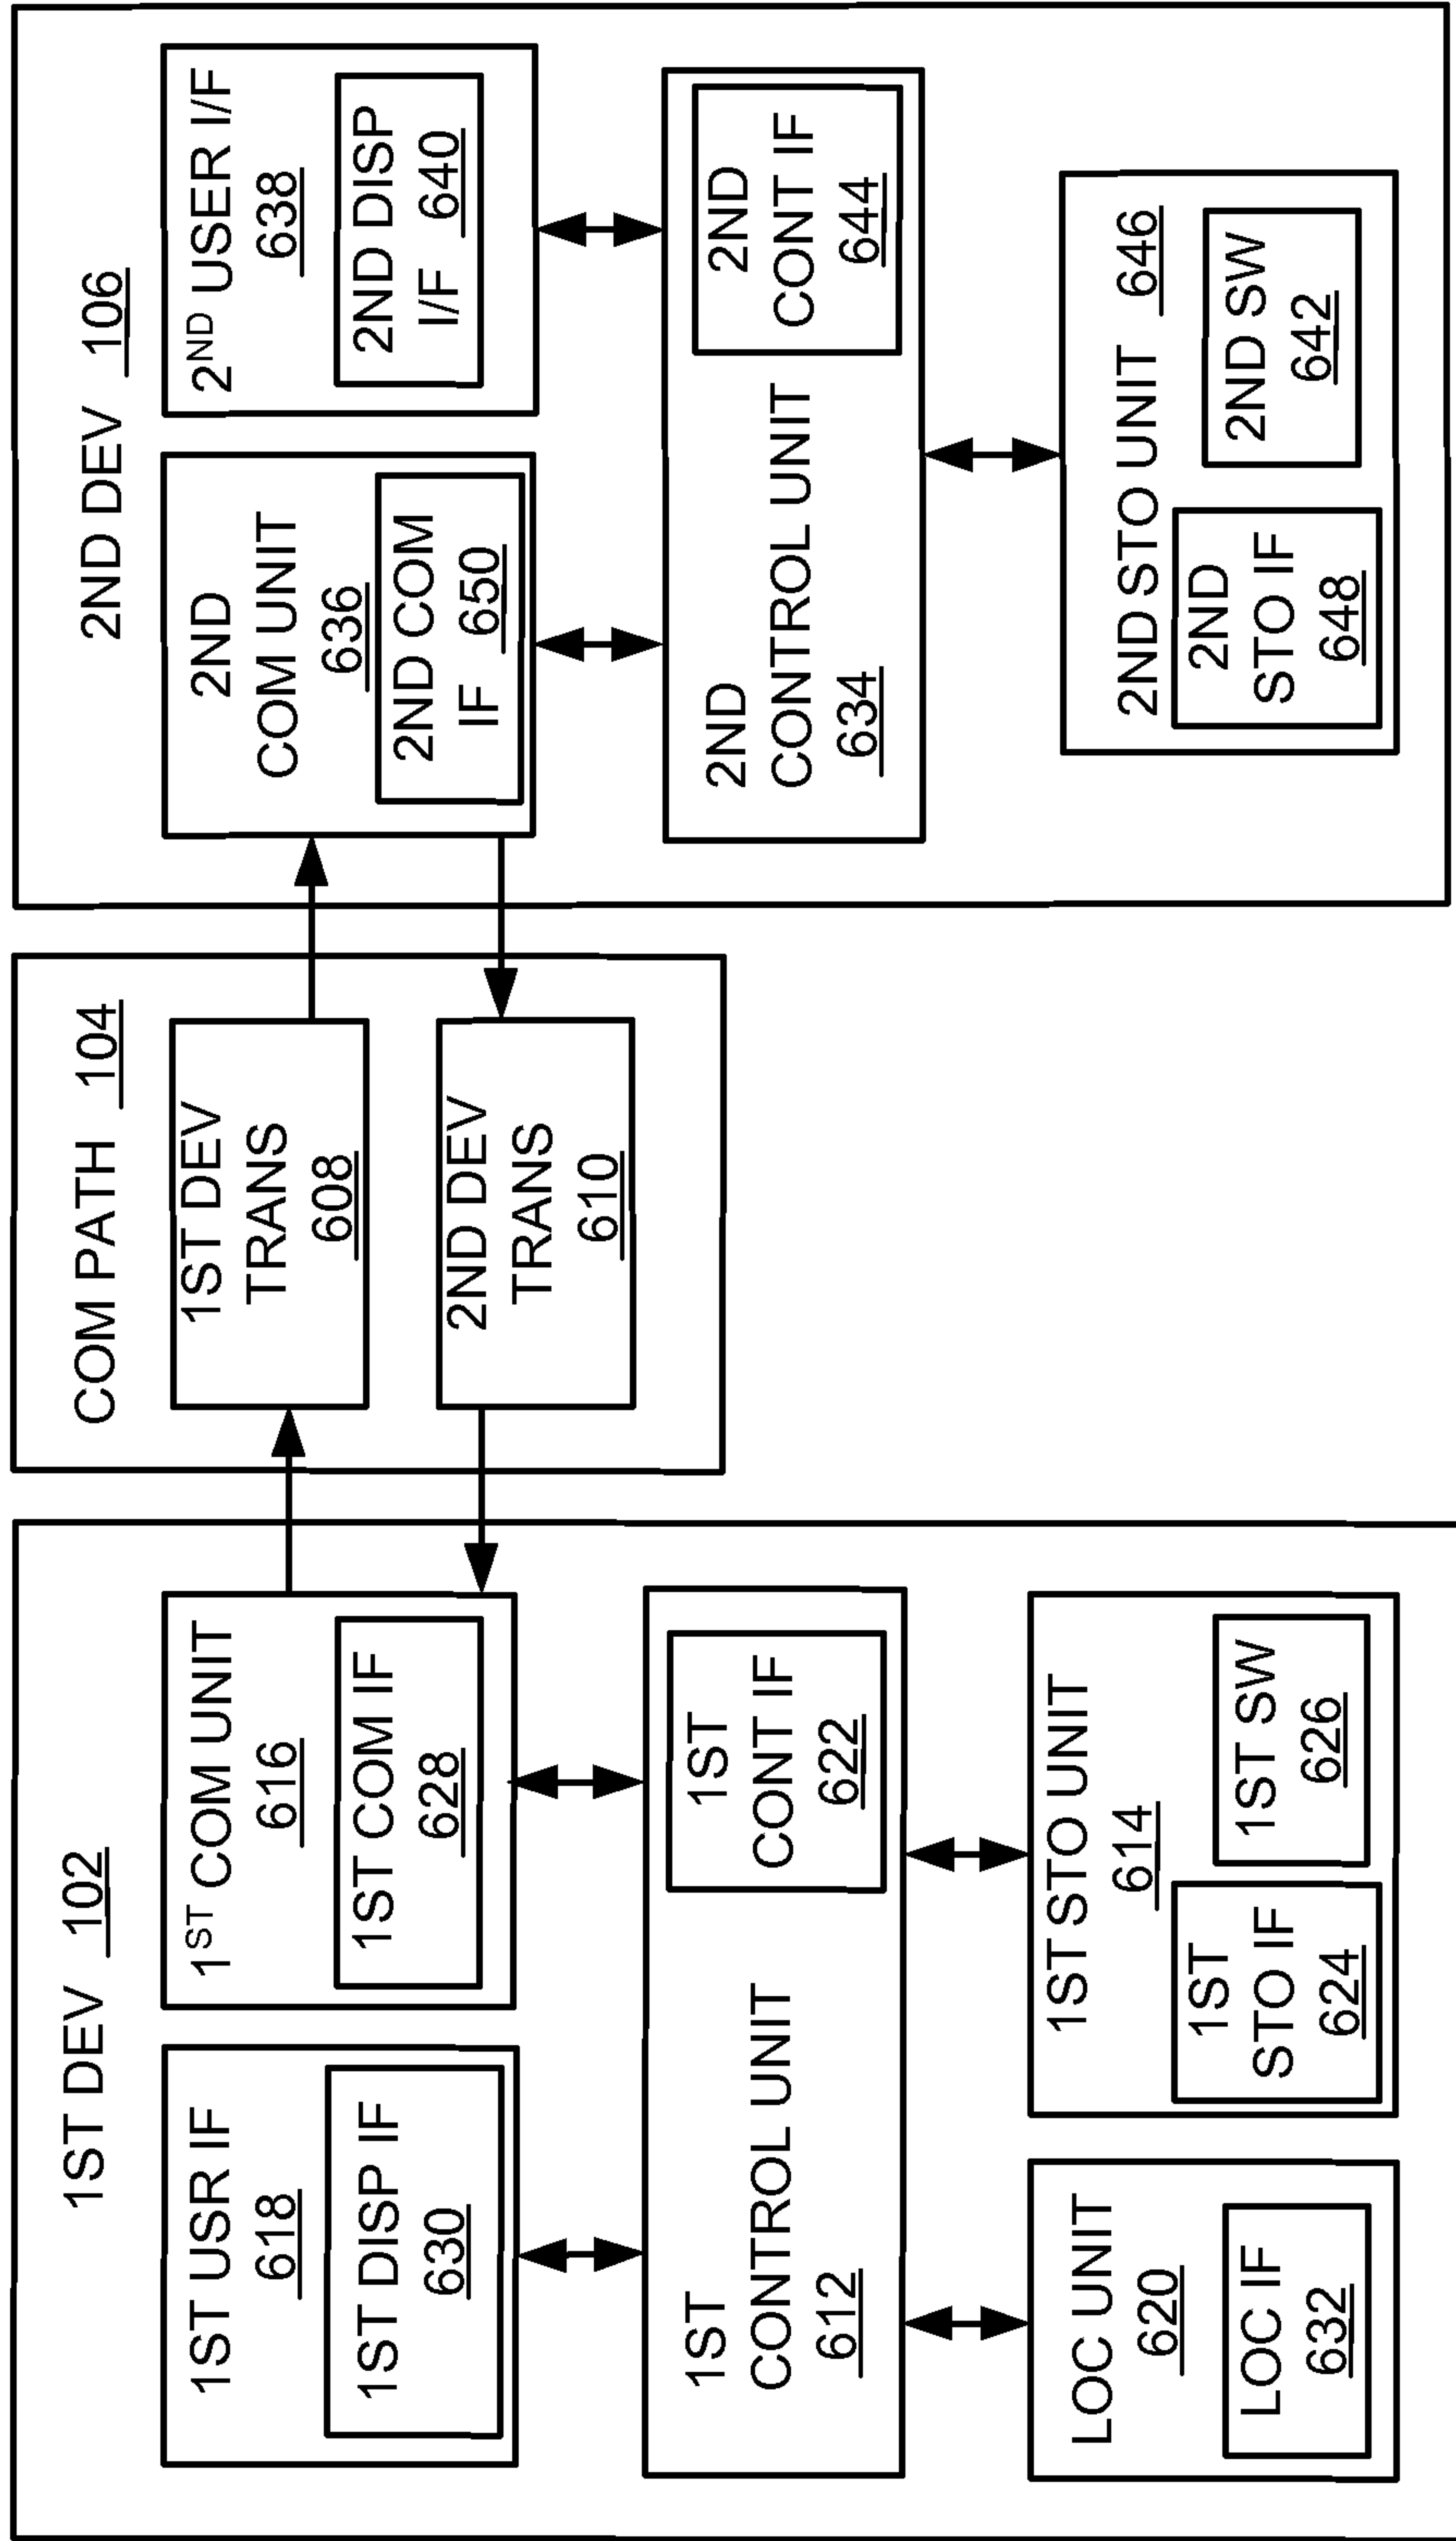 1ST DEV 102
1ST USR IF
618
1ST DISP IF
630
1ST COM UNIT
616
1ST COM IF
628
1ST
CONTROL UNIT
612
1ST
CONT IF
622
LOC UNIT
620
LOC IF
632
1ST STO UNIT
614
1ST
STO IF
624
1ST SW
626
COM PATH 104
1ST DEV
TRANS
608
2ND DEV
TRANS
610
2ND DEV 106
2ND
COM UNIT
636
2ND COM
IF 650
2ND USER I/F
638
2ND DISP
I/F 640
2ND
CONTROL UNIT
634
2ND
CONT IF
644
2ND STO UNIT 646
2ND
STO IF
648
2ND SW
642